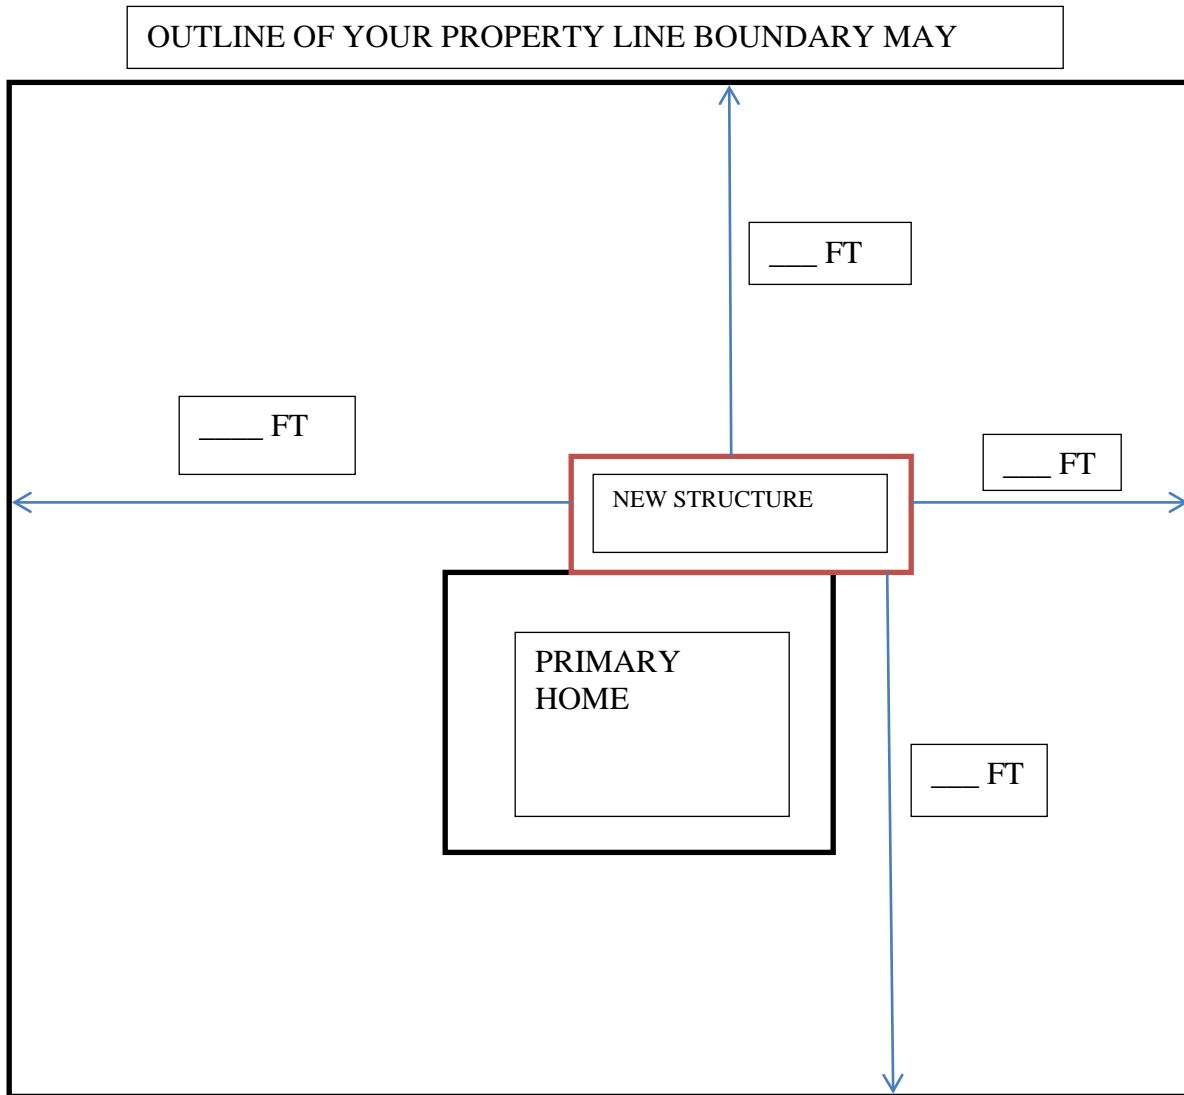 OUTLINE OF YOUR PROPERTY LINE BOUNDARY MAY
___ FT
____ FT
___ FT
NEW STRUCTURE
PRIMARY
HOME
___ FT